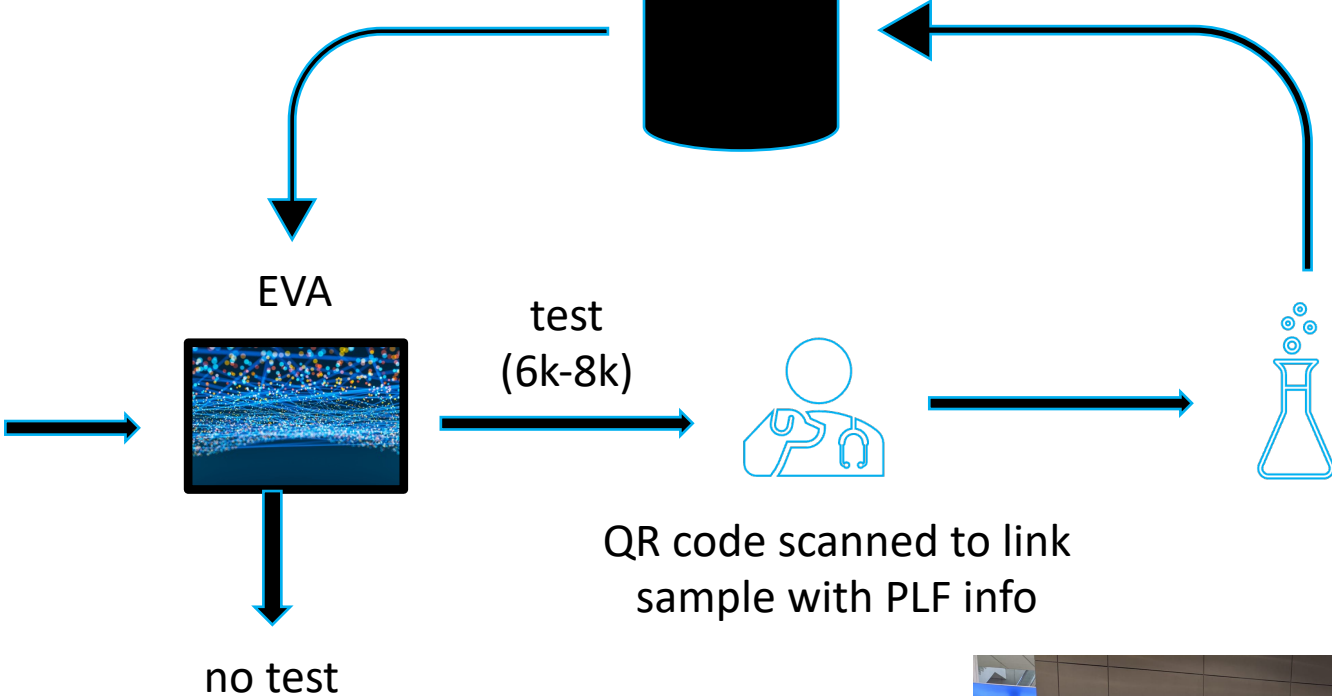 EVA
test
(6k-8k)
QR code scanned to link
sample with PLF info
no test